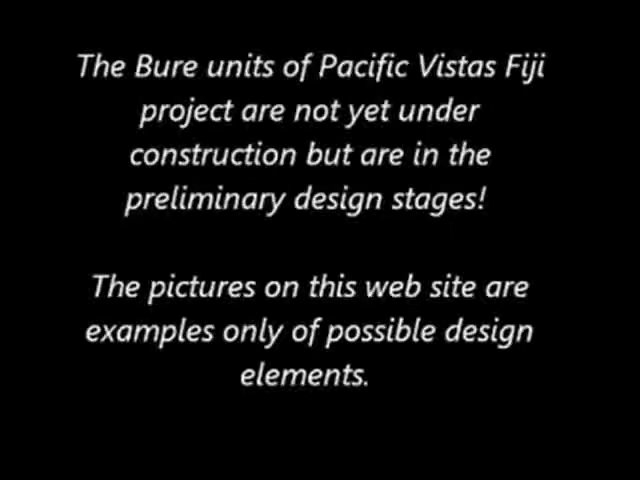 The Bure units of Pacific Vistas Fiji
project are not yet under
construction but are in the
preliminary design stages!
The pictures on this web site are
examples only of possible design
elements.